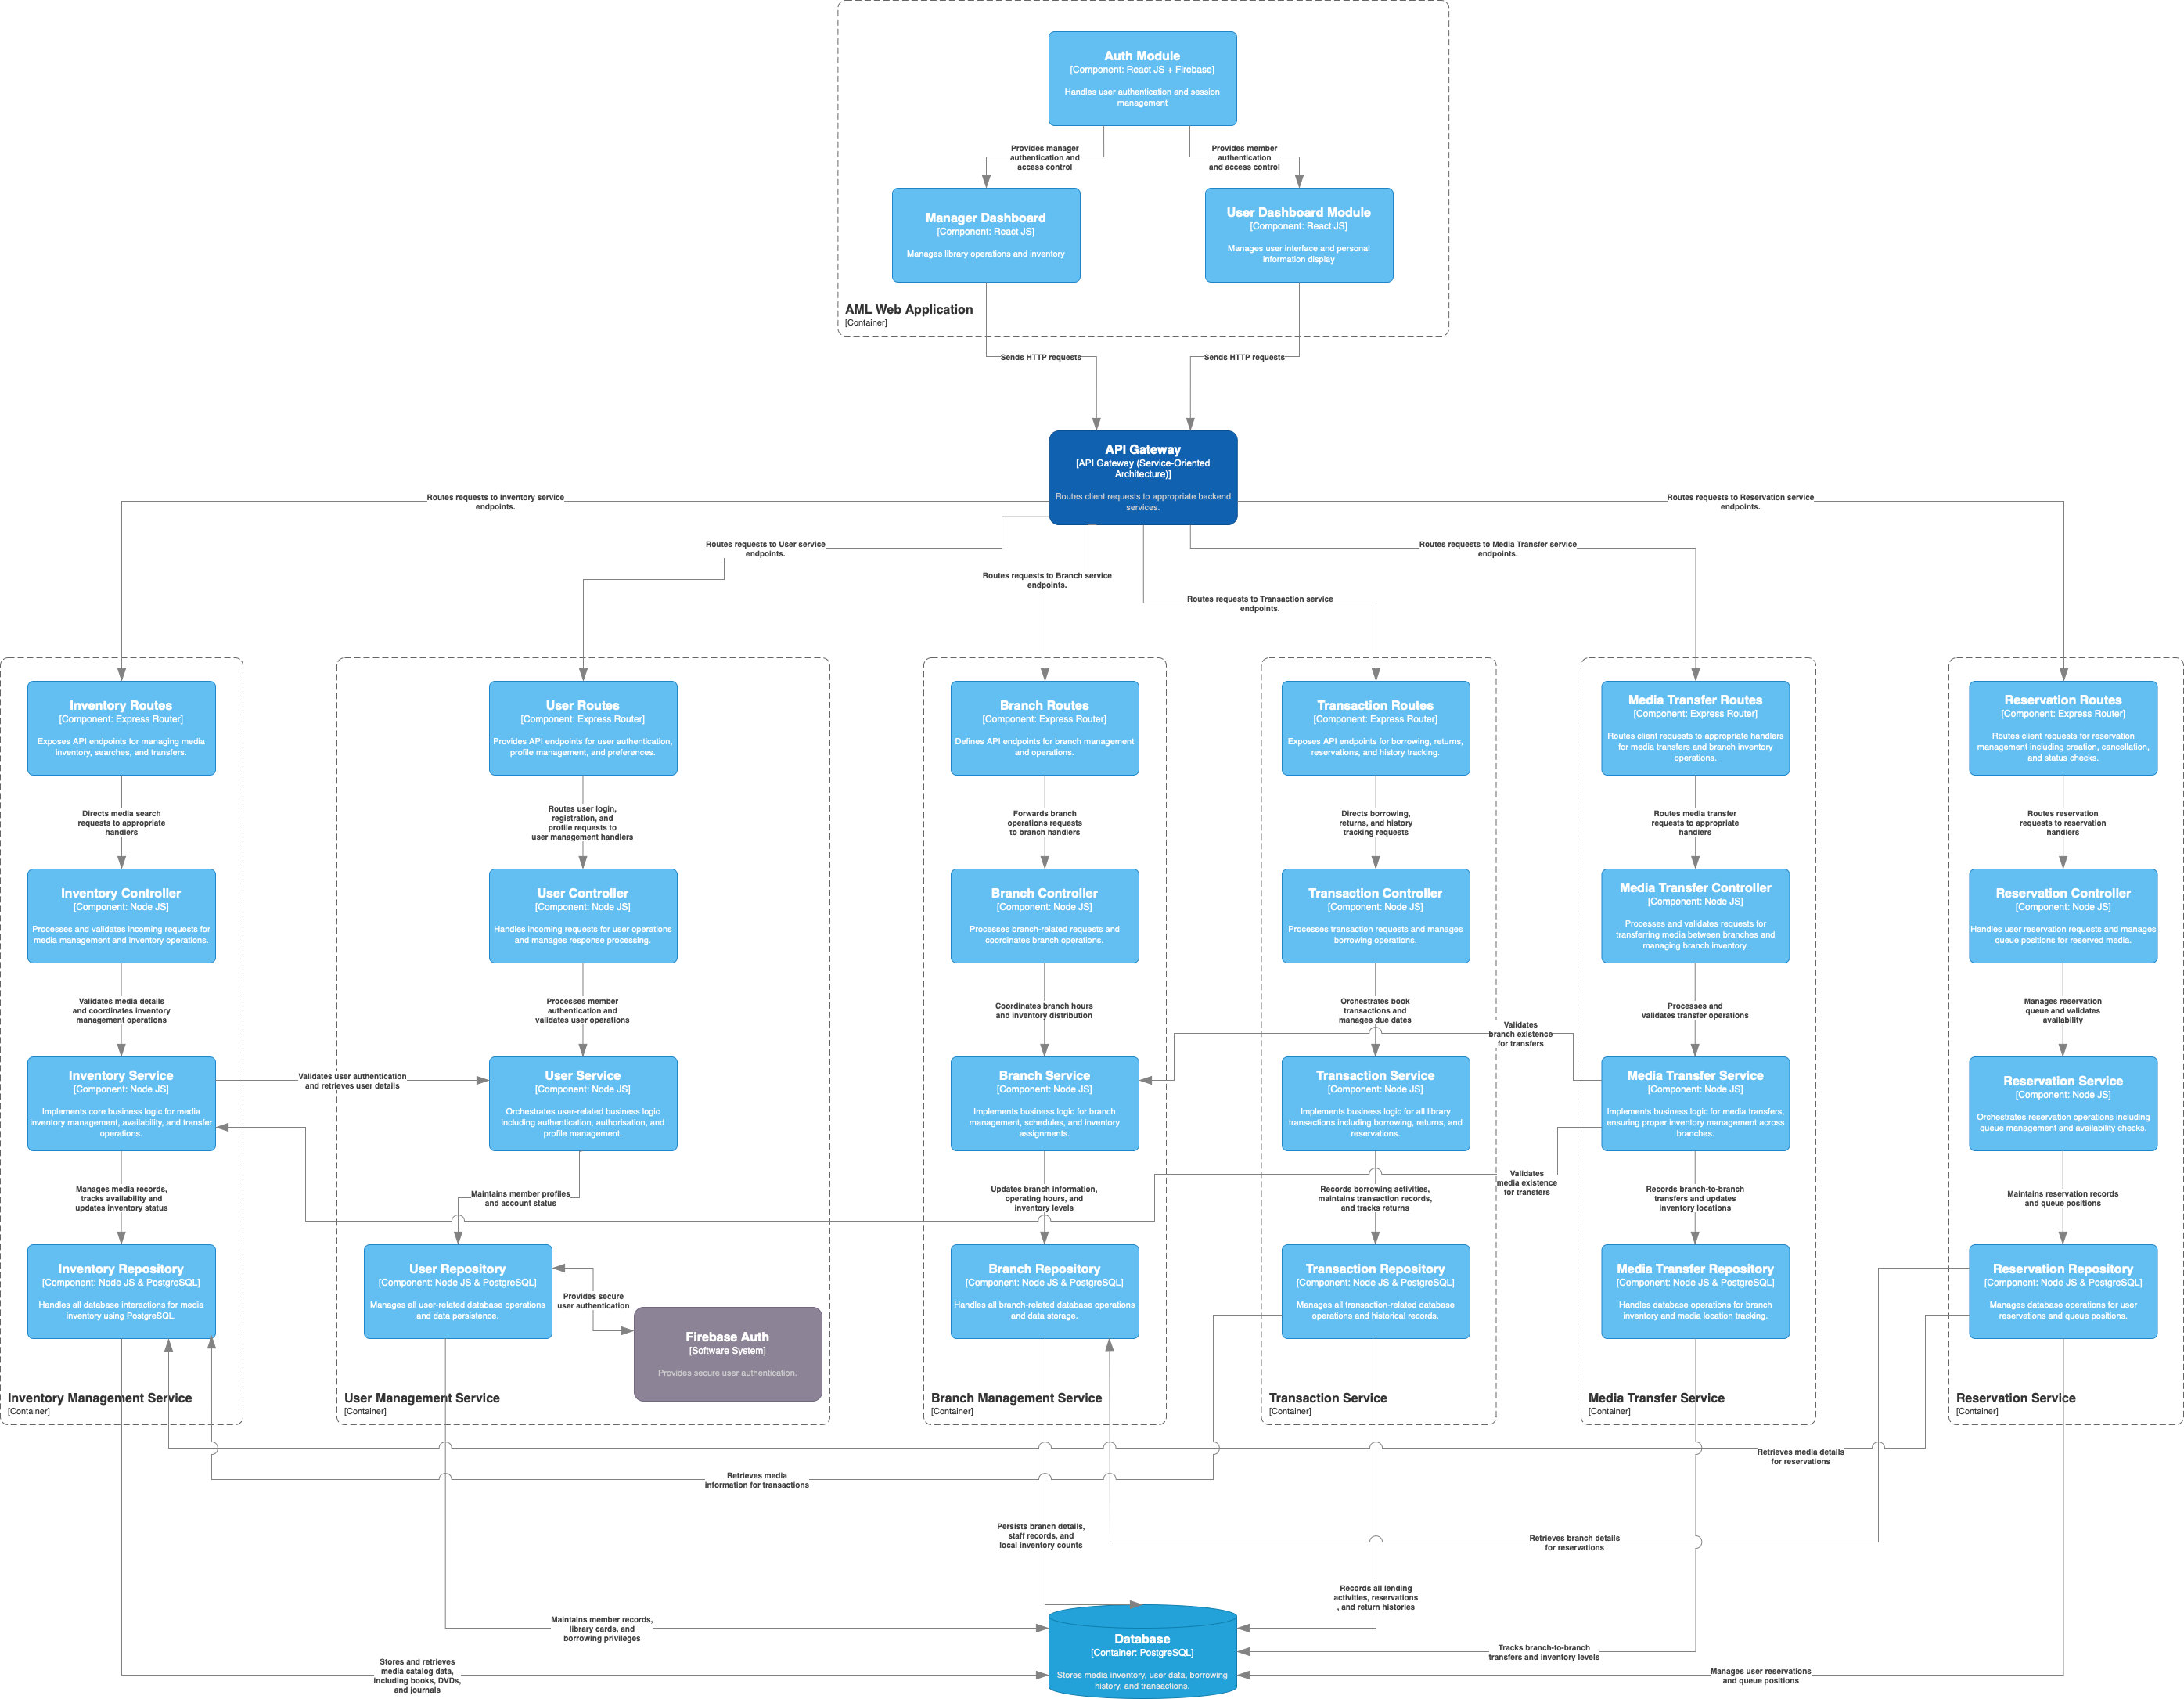 Auth Module
[Component: React JS + Firebase]
Handles user authentication and session
management
Provides manager
authentication and
access control
Provides member
authentication
and access control
Manager Dashboard
[Component: React JS]
Manages library operations and inventory
User Dashboard Module
[Component: React JS]
Manages user interface and personal
information display
AML Web Application
[Container]
Sends HTTP requests
Sends HTTP requests
API Gateway
[API Gateway (Service-Oriented
Architecture)]
Routes client requests to appropriate backend
services.
Routes requests to Inventory service
endpoints.
Routes requests to Reservation service
endpoints.
Routes requests to User service
endpoints.
Routes requests to Media Transfer service
endpoints.
Routes requests to Branch service
endpoints.
Routes requests to Transaction service
endpoints.
Inventory Routes
[Component: Express Router]
Exposes API endpoints for managing media
inventory, searches, and transfers.
User Routes
[Component: Express Router]
Provides API endpoints for user authentication,
profile management, and preferences.
Branch Routes
[Component: Express Router]
Defines API endpoints for branch management
and operations.
Transaction Routes
[Component: Express Router]
Exposes API endpoints for borrowing, returns,
reservations, and history tracking.
Media Transfer Routes
[Component: Express Router]
Routes client requests to appropriate handlers
for media transfers and branch inventory
operations.
Reservation Routes
[Component: Express Router]
Routes client requests for reservation
management including creation, cancellation,
and status checks.
Directs media search
requests to appropriate
handlers
Routes user login,
registration, and
profile requests to
user management handlers
Forwards branch
operations requests
to branch handlers
Directs borrowing,
returns, and history
tracking requests
Routes media transfer
requests to appropriate
handlers
Routes reservation
requests to reservation
handlers
Inventory Controller
[Component: Node JS]
Processes and validates incoming requests for
media management and inventory operations.
User Controller
[Component: Node JS]
Handles incoming requests for user operations
and manages response processing.
Branch Controller
[Component: Node JS]
Processes branch-related requests and
coordinates branch operations.
Transaction Controller
[Component: Node JS]
Processes transaction requests and manages
borrowing operations.
Media Transfer Controller
[Component: Node JS]
Processes and validates requests for
transferring media between branches and
managing branch inventory.
Reservation Controller
[Component: Node JS]
Handles user reservation requests and manages
queue positions for reserved media.
Validates media details
and coordinates inventory
management operations
Processes member
authentication and
validates user operations
Coordinates branch hours
and inventory distribution
Orchestrates book
transactions and
manages due dates
Validates
branch existence
for transfers
Processes and
validates transfer operations
Manages reservation
queue and validates
availability
Inventory Service
[Component: Node JS]
Implements core business logic for media
inventory management, availability, and transfer
operations.
Validates user authentication
and retrieves user details
User Service
[Component: Node JS]
Orchestrates user-related business logic
including authentication, authorisation, and
profile management.
Branch Service
[Component: Node JS]
Implements business logic for branch
management, schedules, and inventory
assignments.
Transaction Service
[Component: Node JS]
Implements business logic for all library
transactions including borrowing, returns, and
reservations.
Media Transfer Service
[Component: Node JS]
Implements business logic for media transfers,
ensuring proper inventory management across
branches.
Reservation Service
[Component: Node JS]
Orchestrates reservation operations including
queue management and availability checks.
Manages media records,
tracks availability and
updates inventory status
Maintains member profiles
and account status
Updates branch information,
operating hours, and
inventory levels
Records borrowing activities,
maintains transaction records,
and tracks returns
Validates
media existence
for transfers
Records branch-to-branch
transfers and updates
inventory locations
Maintains reservation records
and queue positions
Inventory Repository
[Component: Node JS & PostgreSQL]
Handles all database interactions for media
inventory using PostgreSQL.
User Repository
[Component: Node JS & PostgreSQL]
Manages all user-related database operations
and data persistence.
Provides secure
user authentication
Firebase Auth
[Software System]
Provides secure user authentication.
Branch Repository
[Component: Node JS & PostgreSQL]
Handles all branch-related database operations
and data storage.
Transaction Repository
[Component: Node JS & PostgreSQL]
Manages all transaction-related database
operations and historical records.
Media Transfer Repository
[Component: Node JS & PostgreSQL]
Handles database operations for branch
inventory and media location tracking.
Reservation Repository
[Component: Node JS & PostgreSQL]
Manages database operations for user
reservations and queue positions.
Inventory Management Service
[Container]
User Management Service
[Container]
Branch Management Service
[Container]
Transaction Service
[Container]
Media Transfer Service
[Container]
Reservation Service
[Container]
Retrieves media details
for reservations
Retrieves media
information for transactions
Persists branch details,
staff records, and
local inventory counts
Retrieves branch details
for reservations
Records all lending
activities, reservations
, and return histories
Maintains member records,
library cards, and
borrowing privileges
Database
[Container: PostgreSQL]
Stores media inventory, user data, borrowing
history, and transactions.
Tracks branch-to-branch
transfers and inventory levels
Stores and retrieves
media catalog data,
including books, DVDs,
and journals
Manages user reservations
and queue positions